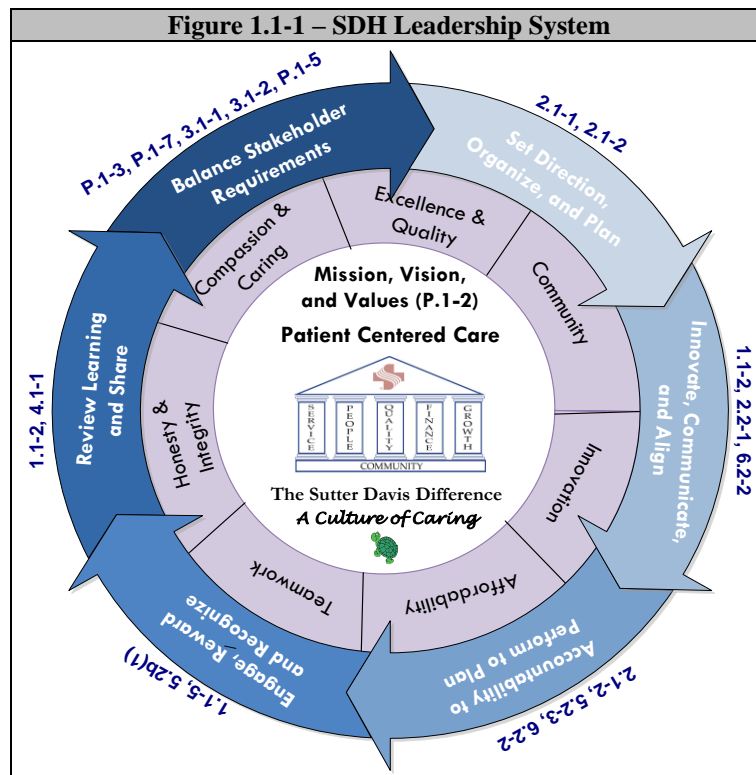 Figure 1.1-1 – SDH Leadership System
P.1-3, P.1-7, 3.1-1, 3.1-2, P.1-5
Balance Stakeholder
Requirements
2.1-1, 2.1-2
Set Direction,
Organize, and Plan
1.1-2, 2.2-1, 6.2-2
Innovate, Communicate,
and Align
2.1-2, 5.2-3, 6.2-2
Accountability to
Perform to Plan
1.1-5, 5.2b(1)
Engage, Reward
and Recognize
1.1-2, 4.1-1
Review Learning
and Share
Compassion &
Caring
Excellence &
Quality
Community
Innovation
Affordability
Teamwork
Honesty &
Integrity
Mission, Vision,
and Values (P.1-2)
Patient Centered Care
SERVICE
PEOPLE
QUALITY
FINANCE
GROWTH
COMMUNITY
The Sutter Davis Difference
A Culture of Caring